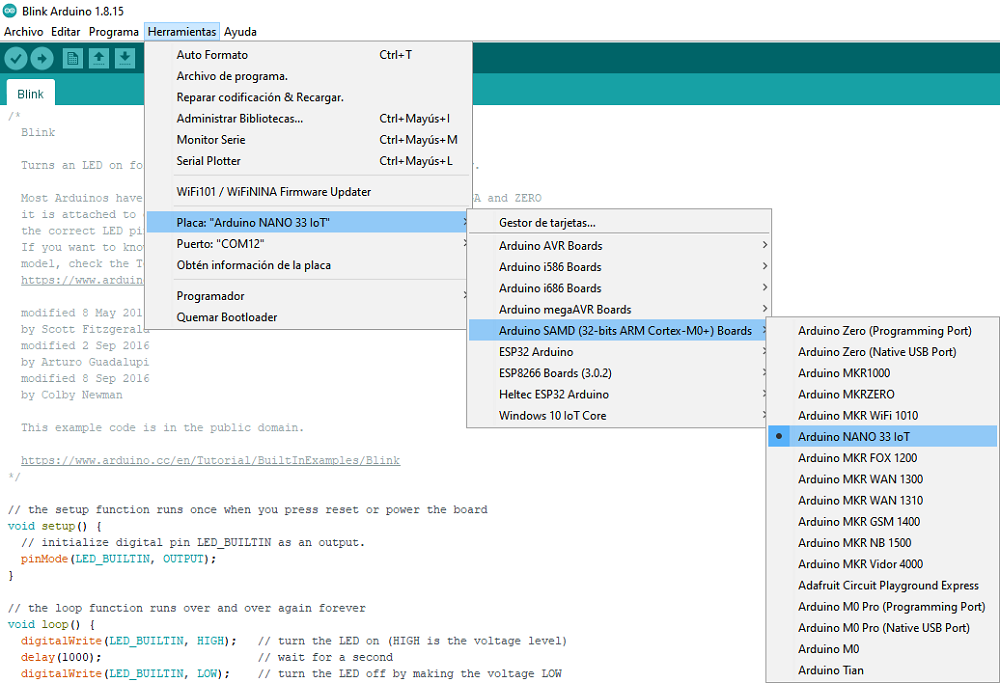 Blink Arduino 1.8.15
Archivo Editar Programa Herramientas Ayuda
Auto Formato Ctrl+T
Archivo de programa.
Reparar codificación & Recargar.
Administrar Bibliotecas... Ctrl+Mayús+I
Monitor Serie Ctrl+Mayús+M
Serial Plotter Ctrl+Mayús+L
WiFi101 / WiFiNINA Firmware Updater
Placa: "Arduino NANO 33 IoT"
Puerto: "COM12"
Obtén información de la placa
Programador
Quemar Bootloader
Gestor de tarjetas...
Arduino AVR Boards
Arduino i586 Boards
Arduino i686 Boards
Arduino megaAVR Boards
Arduino SAMD (32-bits ARM Cortex-M0+) Boards
ESP32 Arduino
ESP8266 Boards (3.0.2)
Heltec ESP32 Arduino
Windows 10 IoT Core
Arduino Zero (Programming Port)
Arduino Zero (Native USB Port)
Arduino MKR1000
Arduino MKRZERO
Arduino MKR WiFi 1010
Arduino NANO 33 IoT
Arduino MKR FOX 1200
Arduino MKR WAN 1300
Arduino MKR WAN 1310
Arduino MKR GSM 1400
Arduino MKR NB 1500
Arduino MKR Vidor 4000
Adafruit Circuit Playground Express
Arduino M0 Pro (Programming Port)
Arduino M0 Pro (Native USB Port)
Arduino M0
Arduino Tian
Blink
/*
Blink
Turns an LED on fo
Most Arduinos have A and ZERO
it is attached to
the correct LED pi
If you want to kno
model, check the T
https://www.arduin
modified 8 May 201
by Scott Fitzgerald
modified 2 Sep 2016
by Arturo Guadalupi
modified 8 Sep 2016
by Colby Newman
This example code is in the public domain.
https://www.arduino.cc/en/Tutorial/BuiltInExamples/Blink
*/
// the setup function runs once when you press reset or power the board
void setup() {
// initialize digital pin LED_BUILTIN as an output.
pinMode(LED_BUILTIN, OUTPUT);
}
// the loop function runs over and over again forever
void loop() {
digitalWrite(LED_BUILTIN, HIGH); // turn the LED on (HIGH is the voltage level)
delay(1000); // wait for a second
digitalWrite(LED_BUILTIN, LOW); // turn the LED off by making the voltage LOW